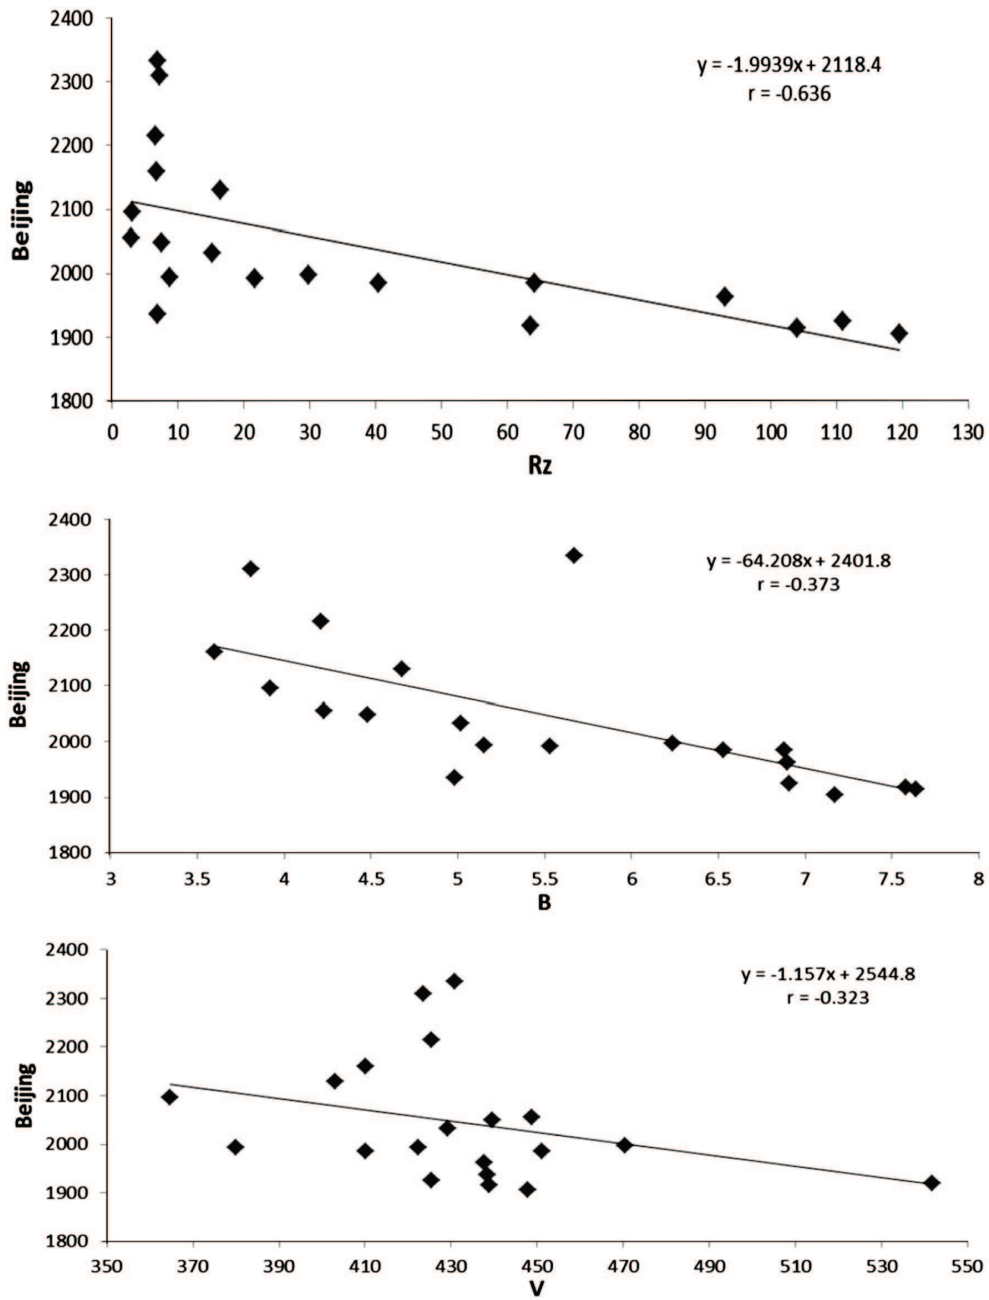 2400
2300
2200
2100
2000
1900
1800
Beijing
y = -1.9939x + 2118.4
r = -0.636
0 10 20 30 40 50 60 70 80 90 100 110 120 130
Rz
2400
2300
2200
2100
2000
1900
1800
Beijing
y = -64.208x + 2401.8
r = -0.373
3 3.5 4 4.5 5 5.5 6 6.5 7 7.5 8
B
2400
2300
2200
2100
2000
1900
1800
Beijing
y = -1.157x + 2544.8
r = -0.323
350 370 390 410 430 450 470 490 510 530 550
V